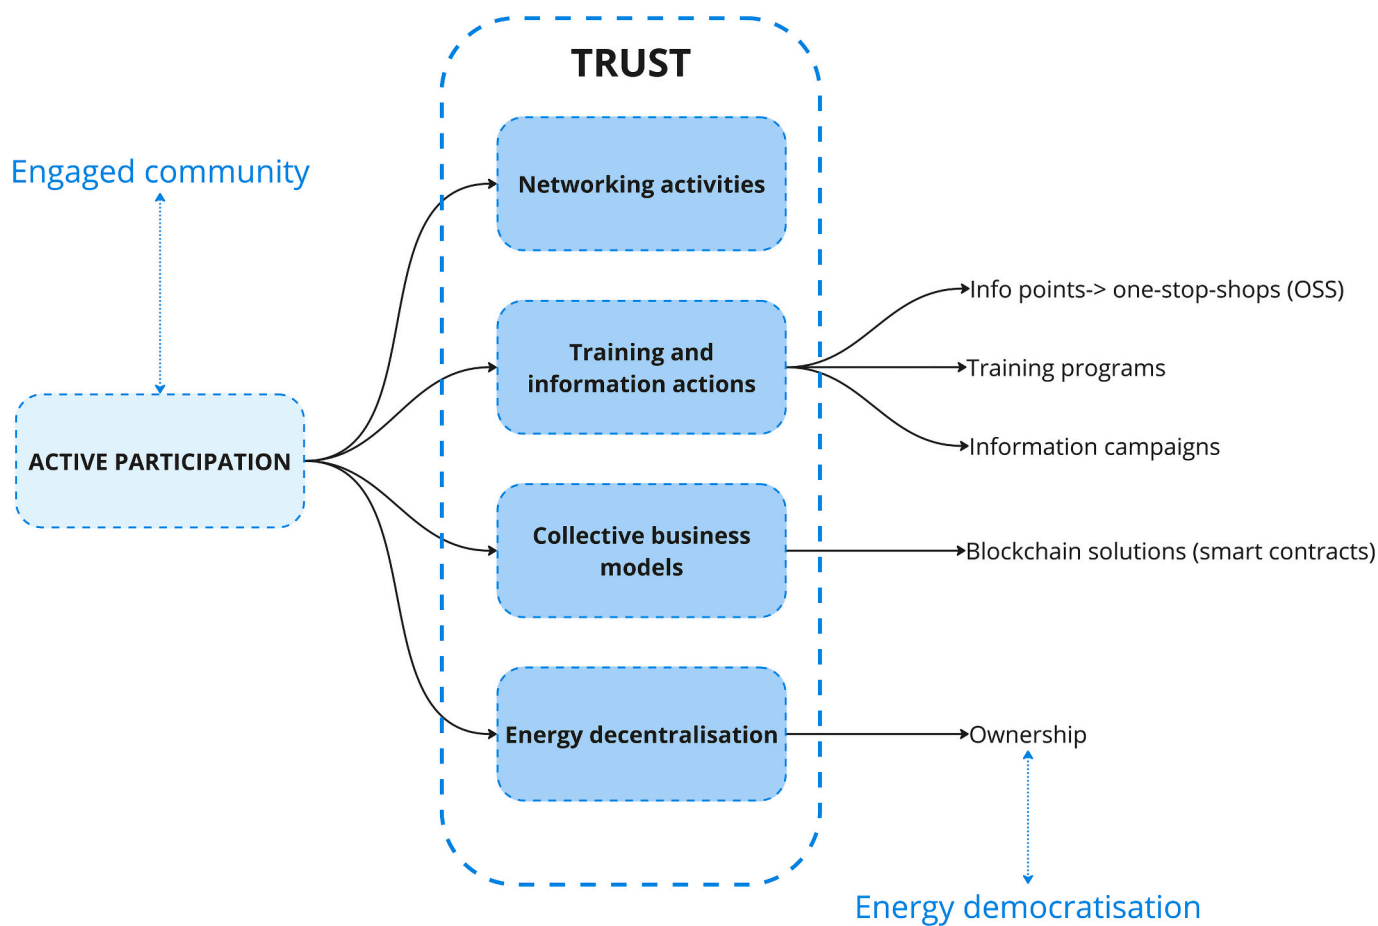 TRUST
Engaged community
ACTIVE PARTICIPATION
Networking activities
Training and
information actions
Info points-> one-stop-shops (OSS)
Training programs
Information campaigns
Collective business
models
Blockchain solutions (smart contracts)
Energy decentralisation
Ownership
Energy democratisation